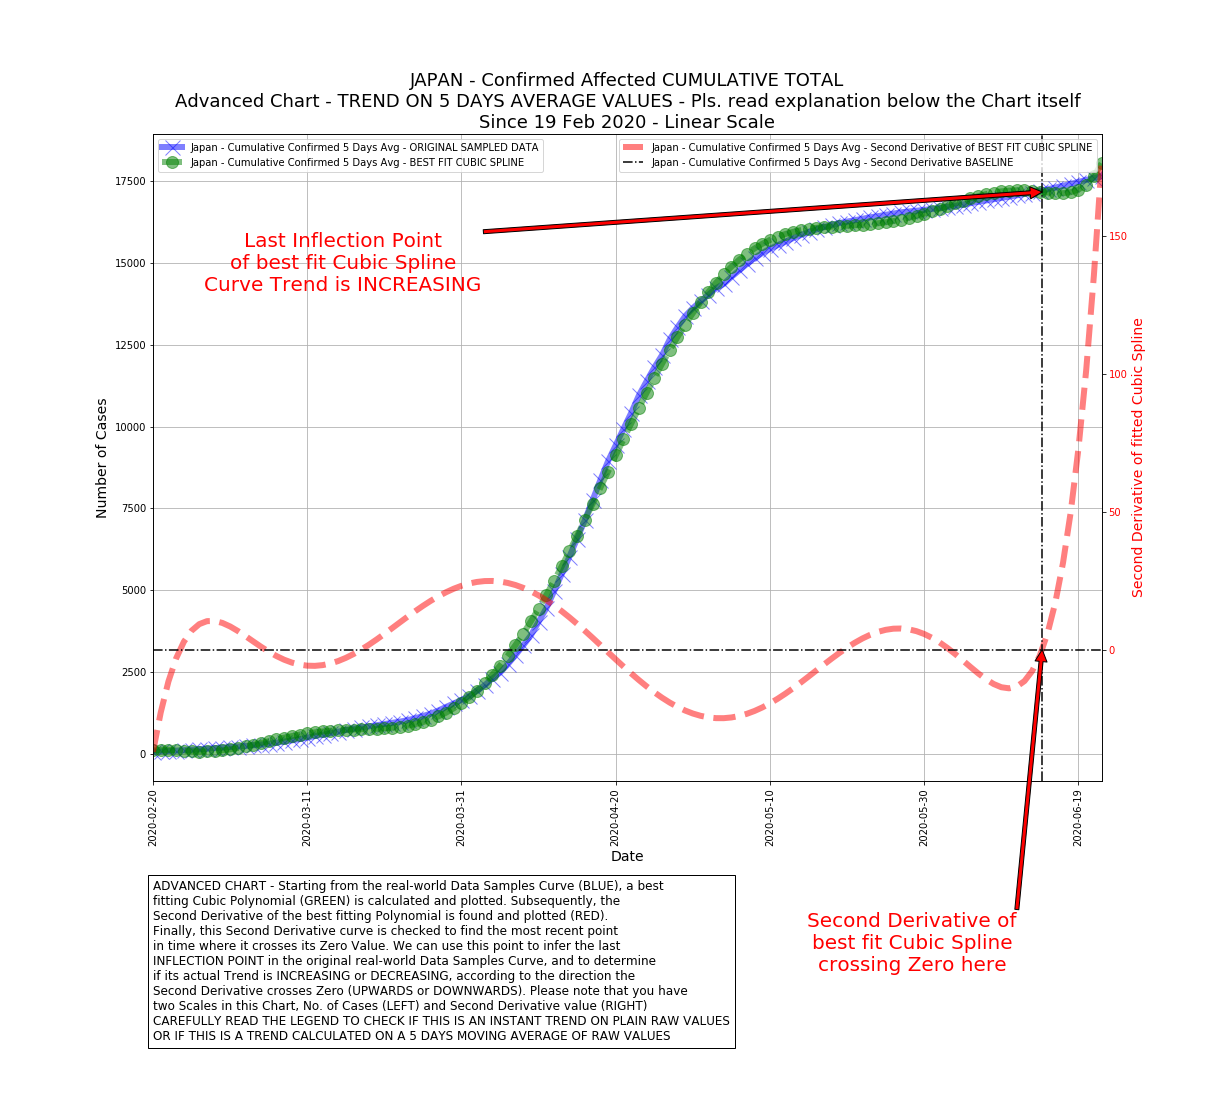 JAPAN - Confirmed Affected CUMULATIVE TOTAL
Advanced Chart - TREND ON 5 DAYS AVERAGE VALUES - Pls. read explanation below the Chart itself
Since 19 Feb 2020 - Linear Scale
Japan - Cumulative Confirmed 5 Days Avg - ORIGINAL SAMPLED DATA
Japan - Cumulative Confirmed 5 Days Avg - BEST FIT CUBIC SPLINE
Japan - Cumulative Confirmed 5 Days Avg - Second Derivative of BEST FIT CUBIC SPLINE
Japan - Cumulative Confirmed 5 Days Avg - Second Derivative BASELINE
Last Inflection Point
of best fit Cubic Spline
Curve Trend is INCREASING
Number of Cases
17500
15000
12500
10000
7500
5000
2500
0
150
100
50
0
Second Derivative of fitted Cubic Spline
2020-02-20
2020-03-11
2020-03-31
2020-04-20
2020-05-10
2020-05-30
2020-06-19
Date
ADVANCED CHART - Starting from the real-world Data Samples Curve (BLUE), a best
fitting Cubic Polynomial (GREEN) is calculated and plotted. Subsequently, the
Second Derivative of the best fitting Polynomial is found and plotted (RED).
Finally, this Second Derivative curve is checked to find the most recent point
in time where it crosses its Zero Value. We can use this point to infer the last
INFLECTION POINT in the original real-world Data Samples Curve, and to determine
if its actual Trend is INCREASING or DECREASING, according to the direction the
Second Derivative crosses Zero (UPWARDS or DOWNWARDS). Please note that you have
two Scales in this Chart, No. of Cases (LEFT) and Second Derivative value (RIGHT)
CAREFULLY READ THE LEGEND TO CHECK IF THIS IS AN INSTANT TREND ON PLAIN RAW VALUES
OR IF THIS IS A TREND CALCULATED ON A 5 DAYS MOVING AVERAGE OF RAW VALUES
Second Derivative of
best fit Cubic Spline
crossing Zero here